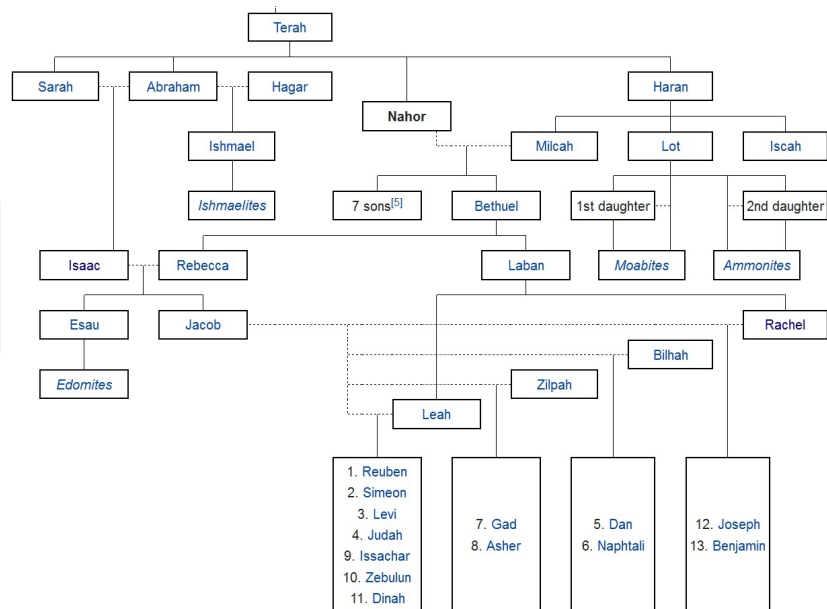 Terah
Sarah
Abraham
Hagar
Haran
Nahor
Ishmael
Milcah
Lot
Iscah
Ishmaelites
7 sons[5]
Bethuel
1st daughter
2nd daughter
Isaac
Rebecca
Laban
Moabites
Ammonites
Esau
Jacob
Rachel
Bilhah
Edomites
Zilpah
Leah
1. Reuben
2. Simeon
3. Levi
4. Judah
9. Issachar
10. Zebulun
11. Dinah
7. Gad
8. Asher
5. Dan
6. Naphtali
12. Joseph
13. Benjamin